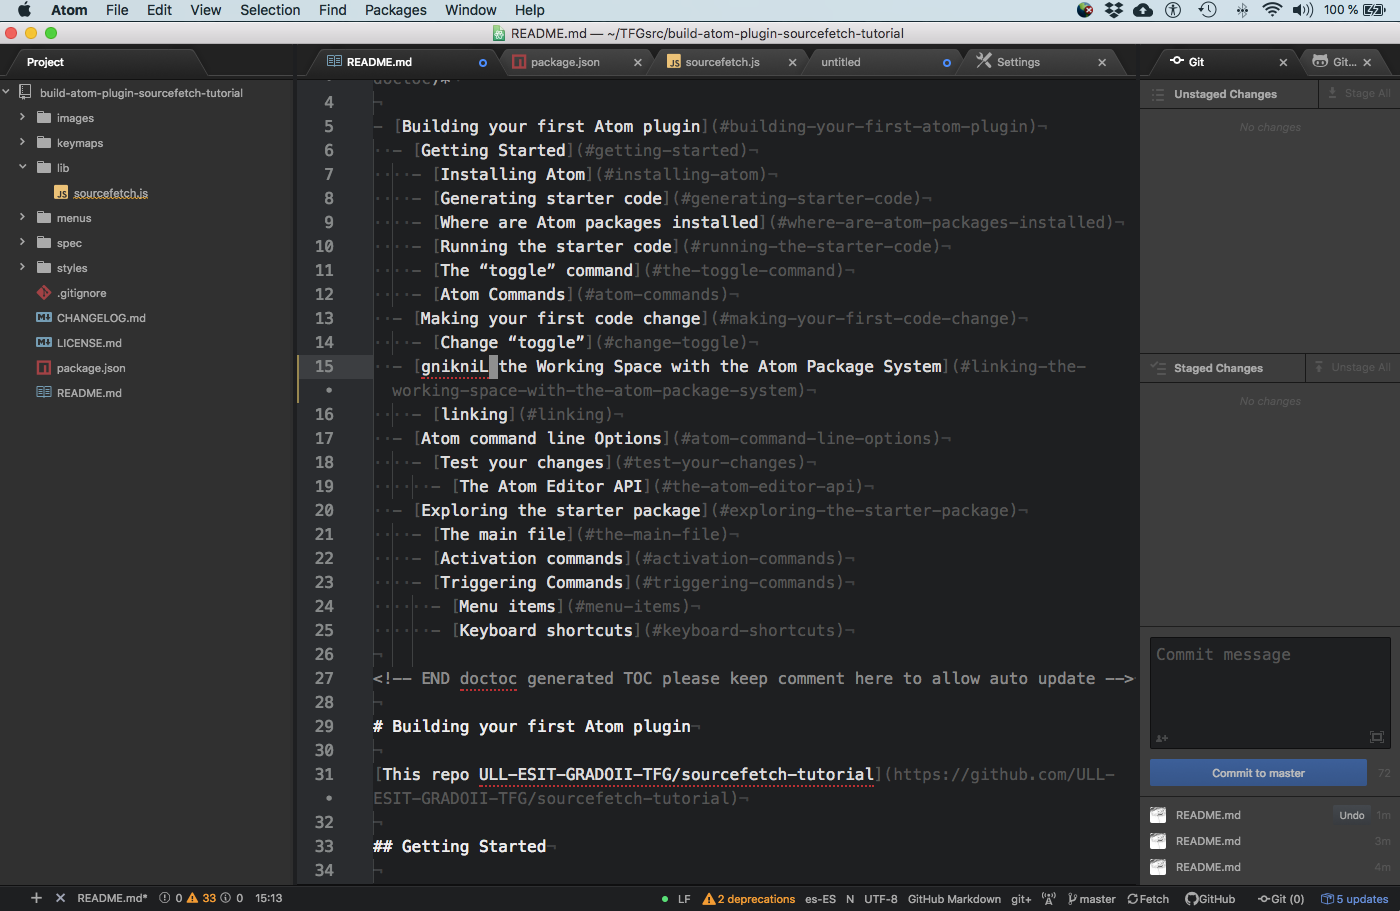 Atom File Edit View Selection Find Packages Window Help 100 %
README.md — ~/TFGsrc/build-atom-plugin-sourcefetch-tutorial
Project
README.md package.json sourcefetch.js untitled Settings Git Git...
build-atom-plugin-sourcefetch-tutorial
images
keymaps
lib
sourcefetch.js
menus
spec
styles
.gitignore
CHANGELOG.md
LICENSE.md
package.json
README.md
doctoc)*
4 ¬
5 - [Building your first Atom plugin](#building-your-first-atom-plugin)¬
6 - [Getting Started](#getting-started)¬
7 - [Installing Atom](#installing-atom)¬
8 - [Generating starter code](#generating-starter-code)¬
9 - [Where are Atom packages installed](#where-are-atom-packages-installed)¬
10 - [Running the starter code](#running-the-starter-code)¬
11 - [The “toggle” command](#the-toggle-command)¬
12 - [Atom Commands](#atom-commands)¬
13 - [Making your first code change](#making-your-first-code-change)¬
14 - [Change “toggle”](#change-toggle)¬
15 - [gnikniL the Working Space with the Atom Package System](#linking-the-
• working-space-with-the-atom-package-system)¬
16 - [linking](#linking)¬
17 - [Atom command line Options](#atom-command-line-options)¬
18 - [Test your changes](#test-your-changes)¬
19 - [The Atom Editor API](#the-atom-editor-api)¬
20 - [Exploring the starter package](#exploring-the-starter-package)¬
21 - [The main file](#the-main-file)¬
22 - [Activation commands](#activation-commands)¬
23 - [Triggering Commands](#triggering-commands)¬
24 - [Menu items](#menu-items)¬
25 - [Keyboard shortcuts](#keyboard-shortcuts)¬
26 ¬
27 <!-- END doctoc generated TOC please keep comment here to allow auto update -->
28 ¬
29 # Building your first Atom plugin¬
30 ¬
31 [This repo ULL-ESIT-GRADOII-TFG/sourcefetch-tutorial](https://github.com/ULL-
• ESIT-GRADOII-TFG/sourcefetch-tutorial)¬
32 ¬
33 ## Getting Started¬
34 ¬
Unstaged Changes Stage All
No changes
Staged Changes Unstage All
No changes
Commit message
Commit to master 72
README.md Undo 1m
README.md 3m
README.md 4m
README.md* 0 33 0 15:13 LF 2 deprecations es-ES N UTF-8 GitHub Markdown git+ master Fetch GitHub Git (0) 5 updates